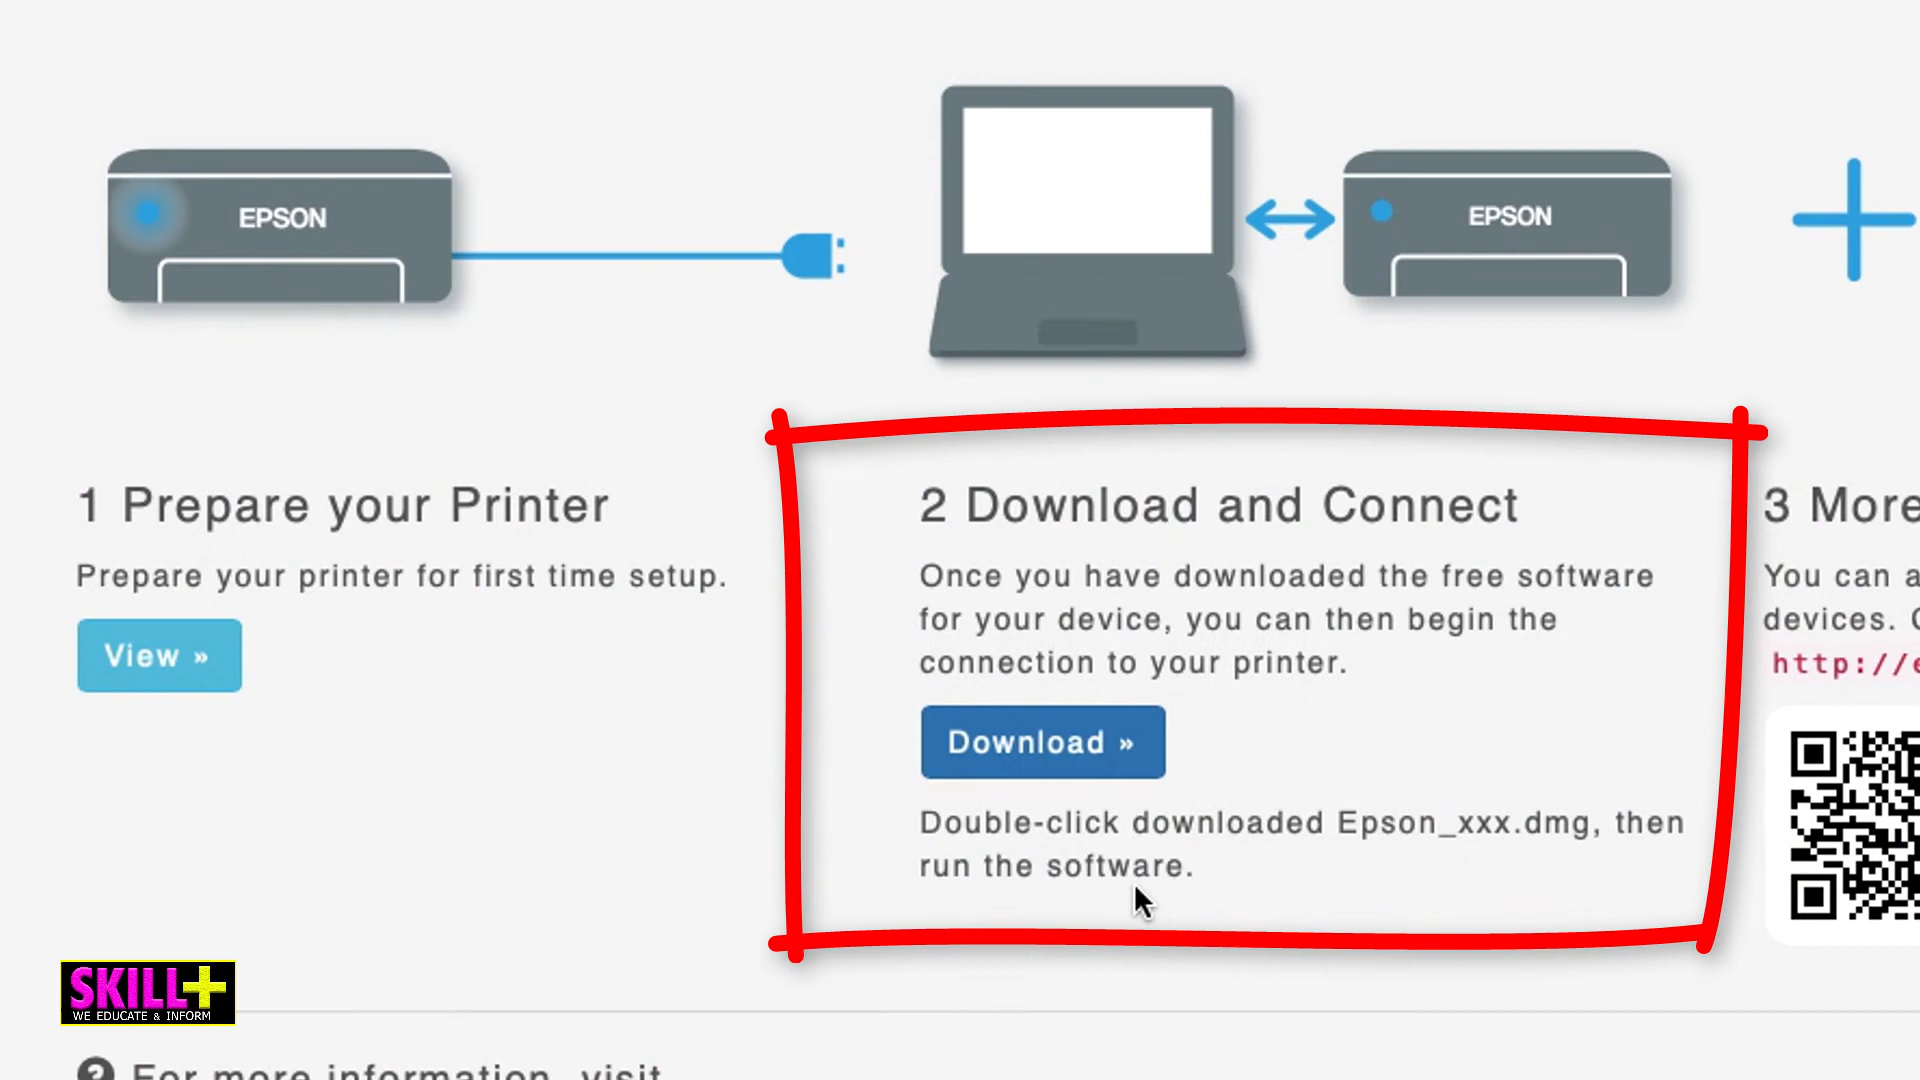 EPSON
EPSON
1 Prepare your Printer
Prepare your printer for first time setup.
View »
2 Download and Connect
Once you have downloaded the free software
for your device, you can then begin the
connection to your printer.
Download »
Double-click downloaded Epson_xxx.dmg, then
run the software.
3 More
You can a
devices.
http://e
SKILL+
WE EDUCATE & INFORM
? For more information, visit